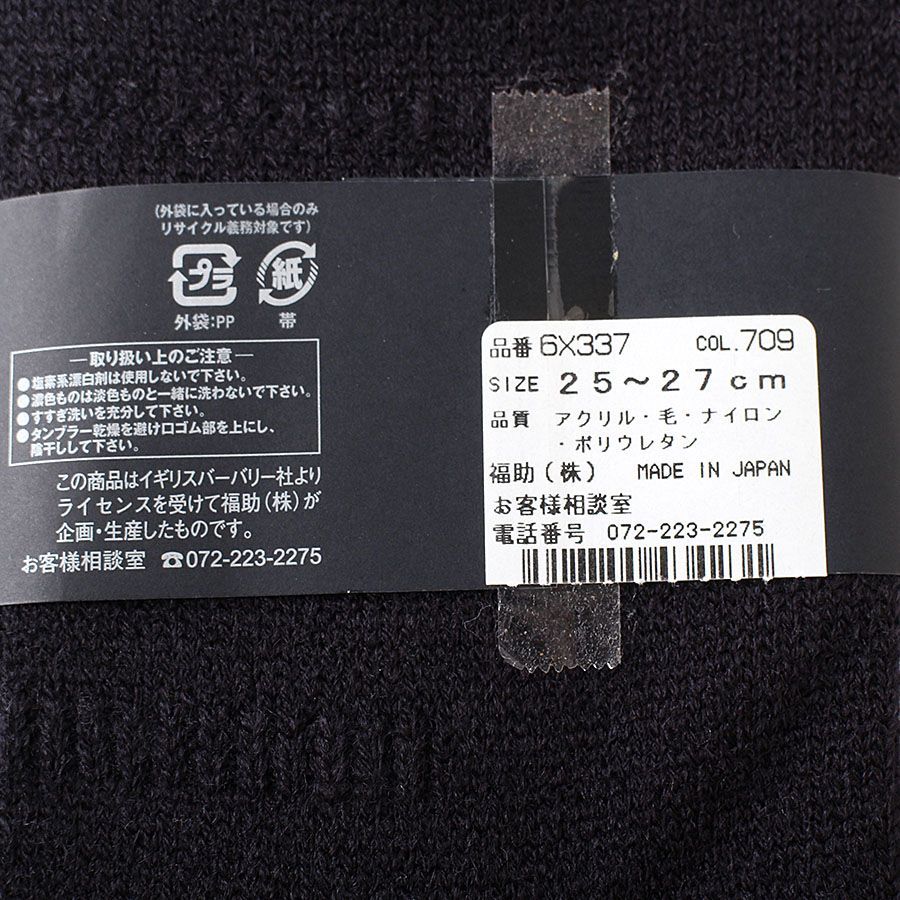 (外袋に入っている場合のみ
リサイクル義務対象です)
プラ
紙
外袋:PP
帯
—取り扱い上のご注意—
●塩素系漂白剤は使用しないで下さい。
●濃色ものは淡色ものと一緒に洗わないで下さい。
●すすぎ洗いを充分して下さい。
●タンブラー乾燥を避け口ゴム部を上にし、
陰干しして下さい。
この商品はイギリスバーバリー社より
ライセンスを受けて福助(株)が
企画・生産したものです。
お客様相談室 ☎072-223-2275
品番 6X337 COL.709
SIZE 25～27cm
品質 アクリル・毛・ナイロン
・ポリウレタン
福助(株) MADE IN JAPAN
お客様相談室
電話番号 072-223-2275